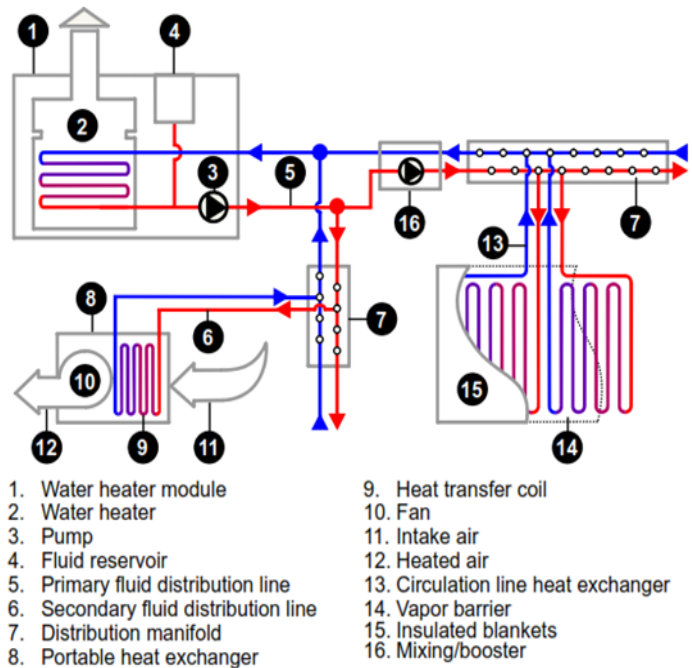 1
4
2
3
5
16
7
13
8
7
6
10
15
12
9
11
14
1. Water heater module
2. Water heater
3. Pump
4. Fluid reservoir
5. Primary fluid distribution line
6. Secondary fluid distribution line
7. Distribution manifold
8. Portable heat exchanger
9. Heat transfer coil
10. Fan
11. Intake air
12. Heated air
13. Circulation line heat exchanger
14. Vapor barrier
15. Insulated blankets
16. Mixing/booster